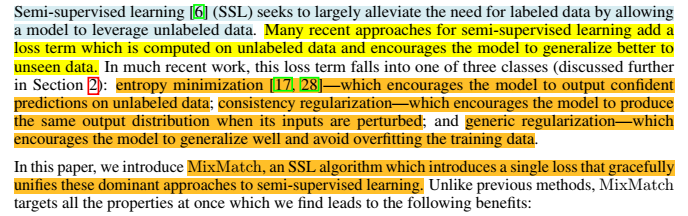 Semi-supervised learning [6] (SSL) seeks to largely alleviate the need for labeled data by allowing
a model to leverage unlabeled data. Many recent approaches for semi-supervised learning add a
loss term which is computed on unlabeled data and encourages the model to generalize better to
unseen data. In much recent work, this loss term falls into one of three classes (discussed further
in Section 2): entropy minimization [17, 28]—which encourages the model to output confident
predictions on unlabeled data; consistency regularization—which encourages the model to produce
the same output distribution when its inputs are perturbed; and generic regularization—which
encourages the model to generalize well and avoid overfitting the training data.
In this paper, we introduce MixMatch, an SSL algorithm which introduces a single loss that gracefully
unifies these dominant approaches to semi-supervised learning. Unlike previous methods, MixMatch
targets all the properties at once which we find leads to the following benefits: